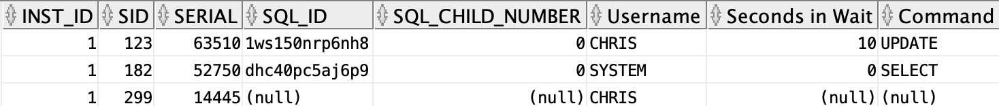 INST_ID SID SERIAL SQL_ID SQL_CHILD_NUMBER Username Seconds in Wait Command
1 123 63510 1ws150nrp6nh8 0 CHRIS 10 UPDATE
1 182 52750 dhc40pc5aj6p9 0 SYSTEM 0 SELECT
1 299 14445 (null) (null) CHRIS (null) (null)